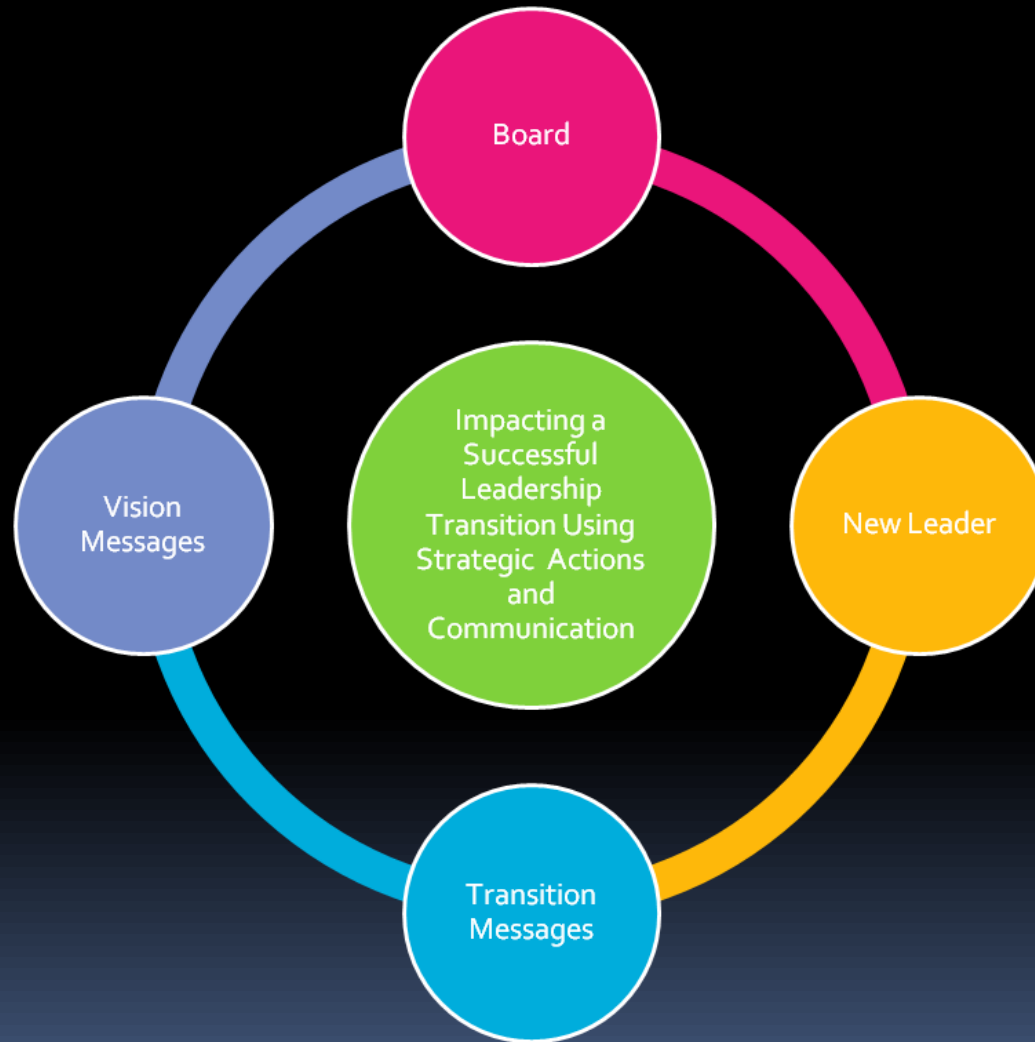 Board
Impacting a
Successful
Leadership
Transition Using
Strategic Actions
and
Communication
Vision
Messages
New Leader
Transition
Messages